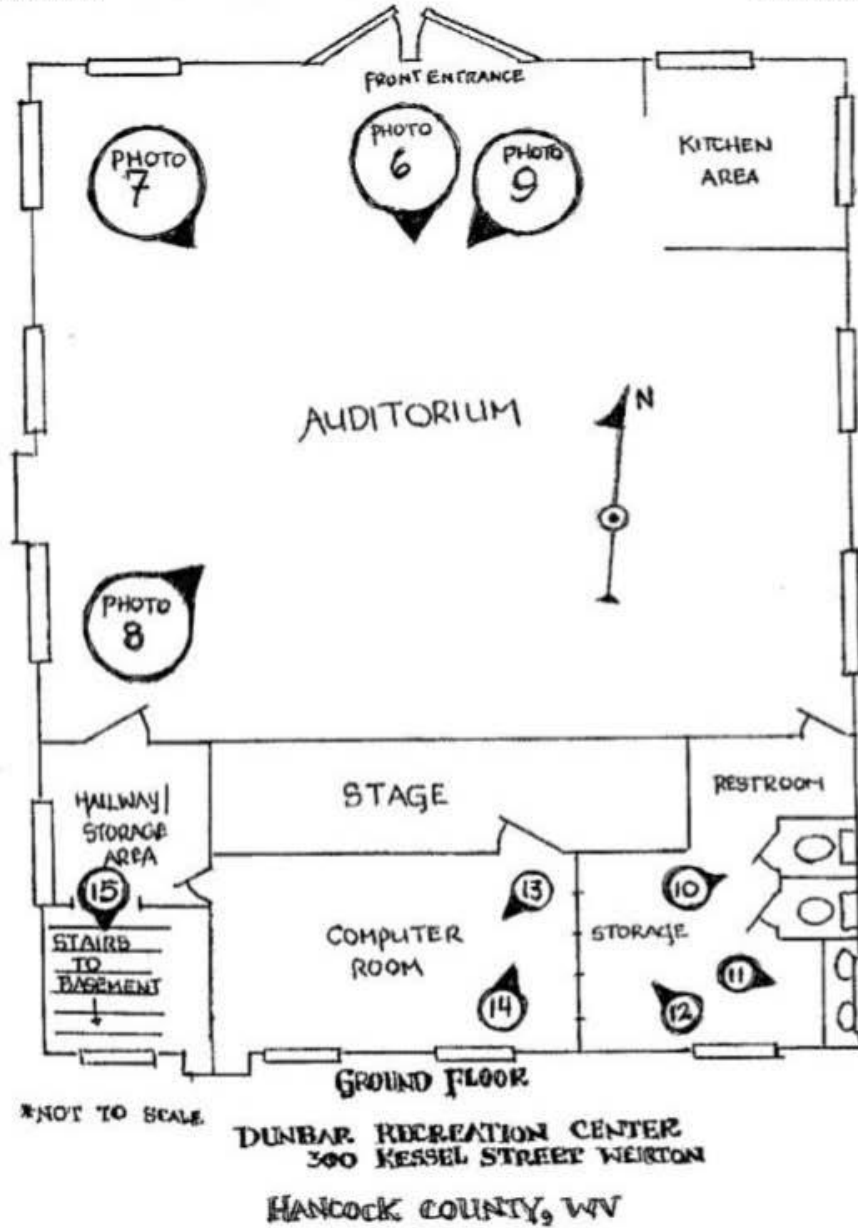 FRONT ENTRANCE
PHOTO
7
PHOTO
6
PHOTO
9
KITCHEN
AREA
AUDITORIUM
N
PHOTO
8
HALLWAY/
STORAGE
AREA
STAGE
RESTROOM
15
13
10
STAIRS
TO
BASEMENT
COMPUTER
ROOM
STORAGE
14
11
12
GROUND FLOOR
*NOT TO SCALE
DUNBAR RECREATION CENTER
300 KESSEL STREET WEIRTON
HANCOCK COUNTY, WV